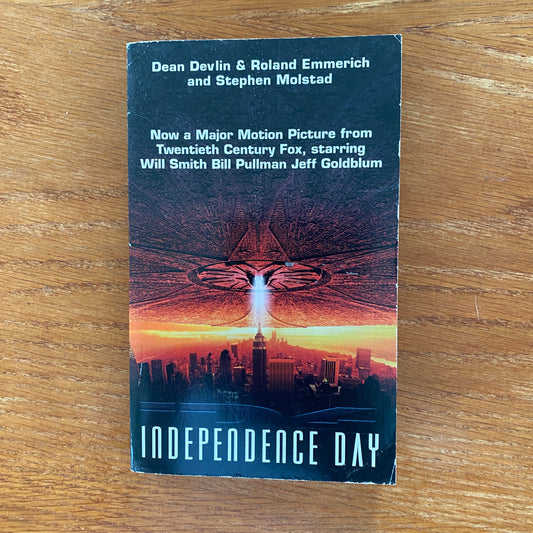 Dean Devlin & Roland Emmerich
and Stephen Molstad
Now a Major Motion Picture from
Twentieth Century Fox, starring
Will Smith Bill Pullman Jeff Goldblum
INDEPENDENCE DAY